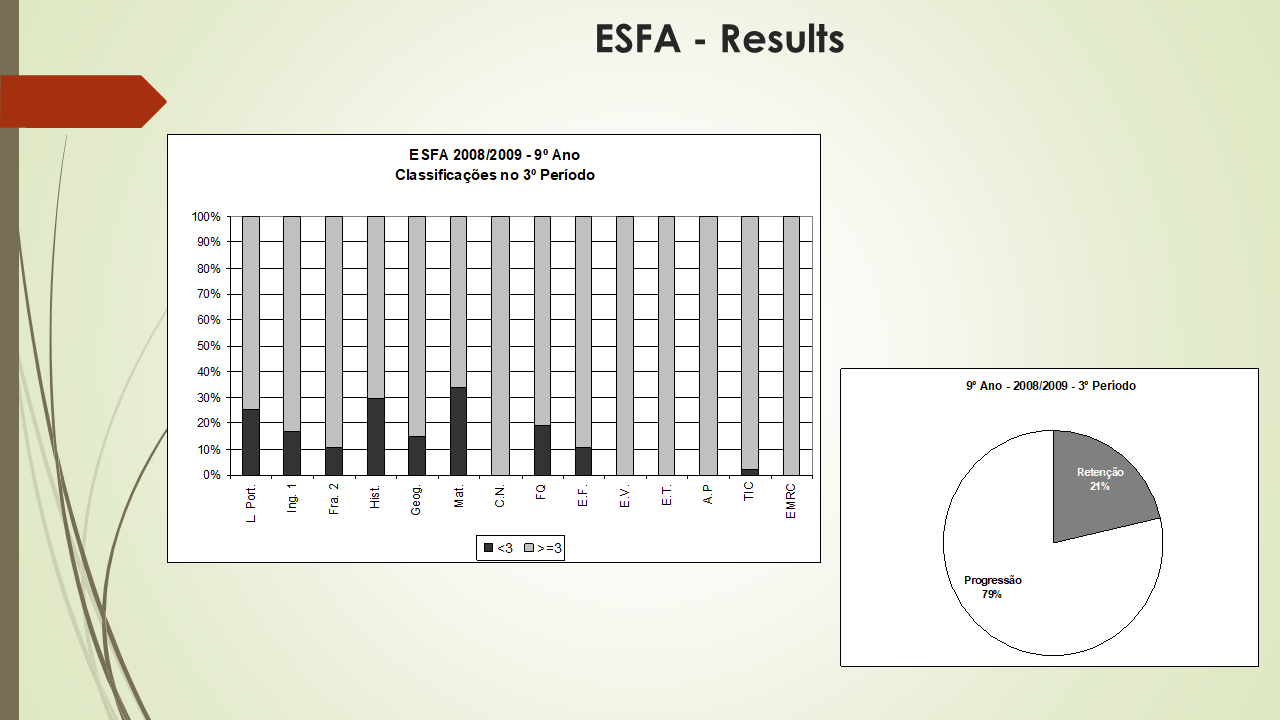 ESFA - Results
ESFA 2008/2009 - 9º Ano
Classificações no 3º Período
100%
90%
80%
70%
60%
50%
40%
30%
20%
10%
0%
L. Port.
Ing. 1
Fra. 2
Hist.
Geog.
Mat.
C.N.
FQ
E.F.
E.V.
E.T.
A.P
TIC
EMRC
<3 >=3
9º Ano - 2008/2009 - 3º Período
Retenção
21%
Progressão
79%